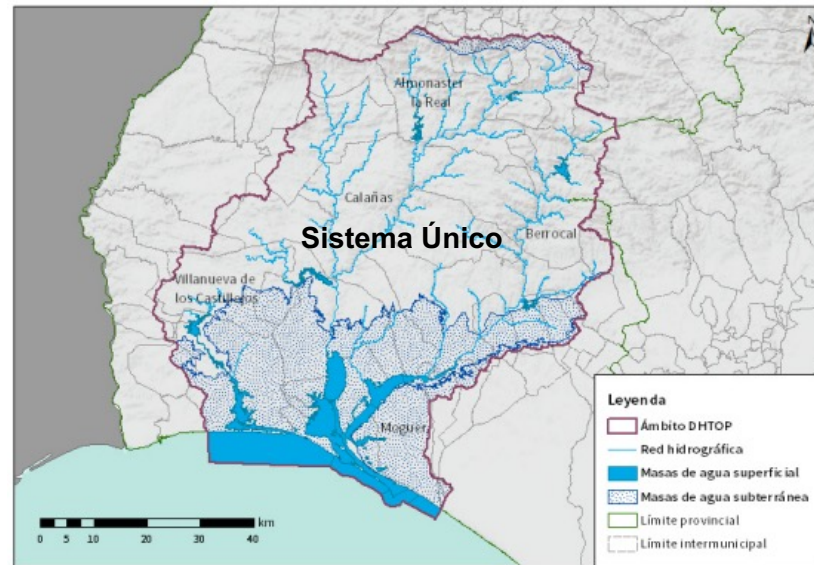 N
Almonaster
la Real
Calañas
Sistema Único
Berrocal
Villanueva de
los Castillejos
Moguer
km
0 5 10 20 30 40
Leyenda
Ámbito DHTOP
Red hidrográfica
Masas de agua superficial
Masas de agua subterránea
Límite provincial
Límite intermunicipal